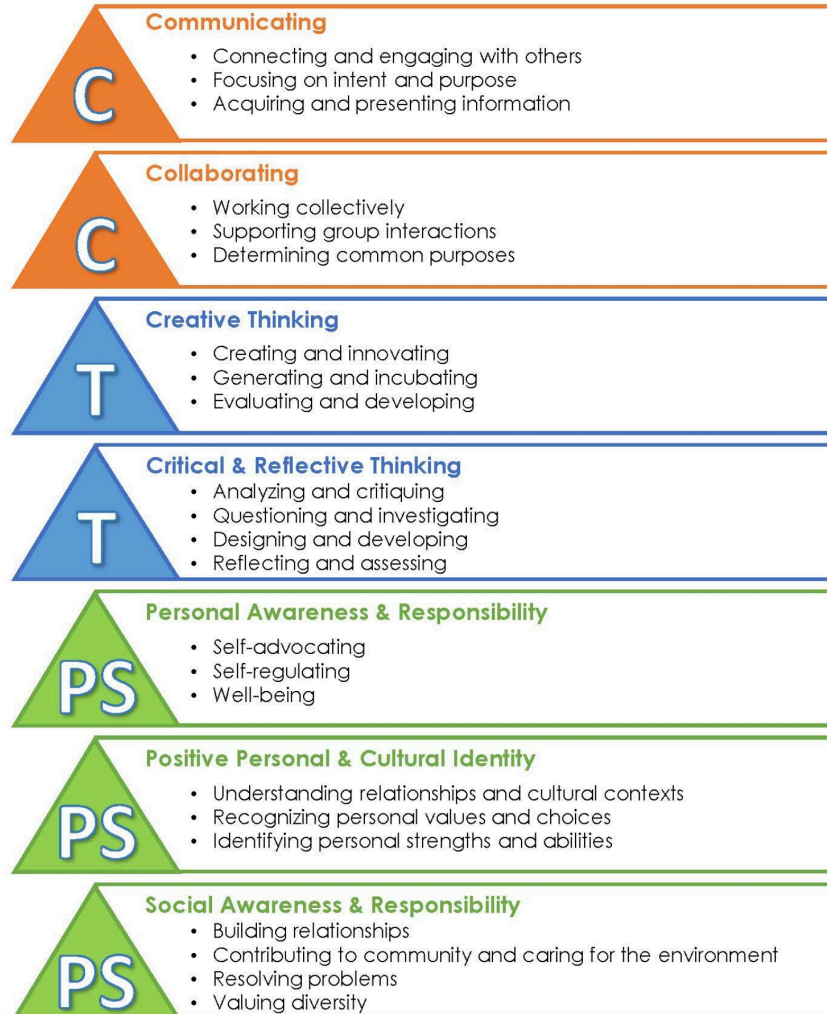 Communicating
• Connecting and engaging with others
• Focusing on intent and purpose
• Acquiring and presenting information
C
Collaborating
• Working collectively
• Supporting group interactions
• Determining common purposes
C
Creative Thinking
• Creating and innovating
• Generating and incubating
• Evaluating and developing
T
Critical & Reflective Thinking
• Analyzing and critiquing
• Questioning and investigating
• Designing and developing
• Reflecting and assessing
T
Personal Awareness & Responsibility
• Self-advocating
• Self-regulating
• Well-being
PS
Positive Personal & Cultural Identity
• Understanding relationships and cultural contexts
• Recognizing personal values and choices
• Identifying personal strengths and abilities
PS
Social Awareness & Responsibility
• Building relationships
• Contributing to community and caring for the environment
• Resolving problems
• Valuing diversity
PS